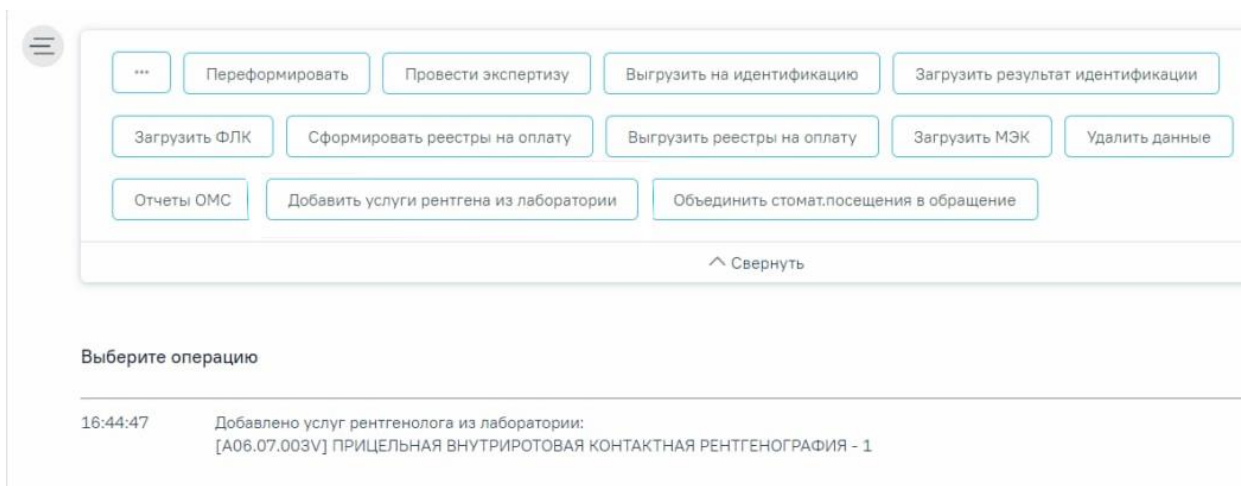 ... Переформировать Провести экспертизу Выгрузить на идентификацию Загрузить результат идентификации
Загрузить ФЛК Сформировать реестры на оплату Выгрузить реестры на оплату Загрузить МЭК Удалить данные
Отчеты ОМС Добавить услуги рентгена из лаборатории Объединить стомат.посещения в обращение
Свернуть
Выберите операцию
16:44:47 Добавлено услуг рентгенолога из лаборатории:
[A06.07.003V] ПРИЦЕЛЬНАЯ ВНУТРИРОТОВАЯ КОНТАКТНАЯ РЕНТГЕНОГРАФИЯ - 1